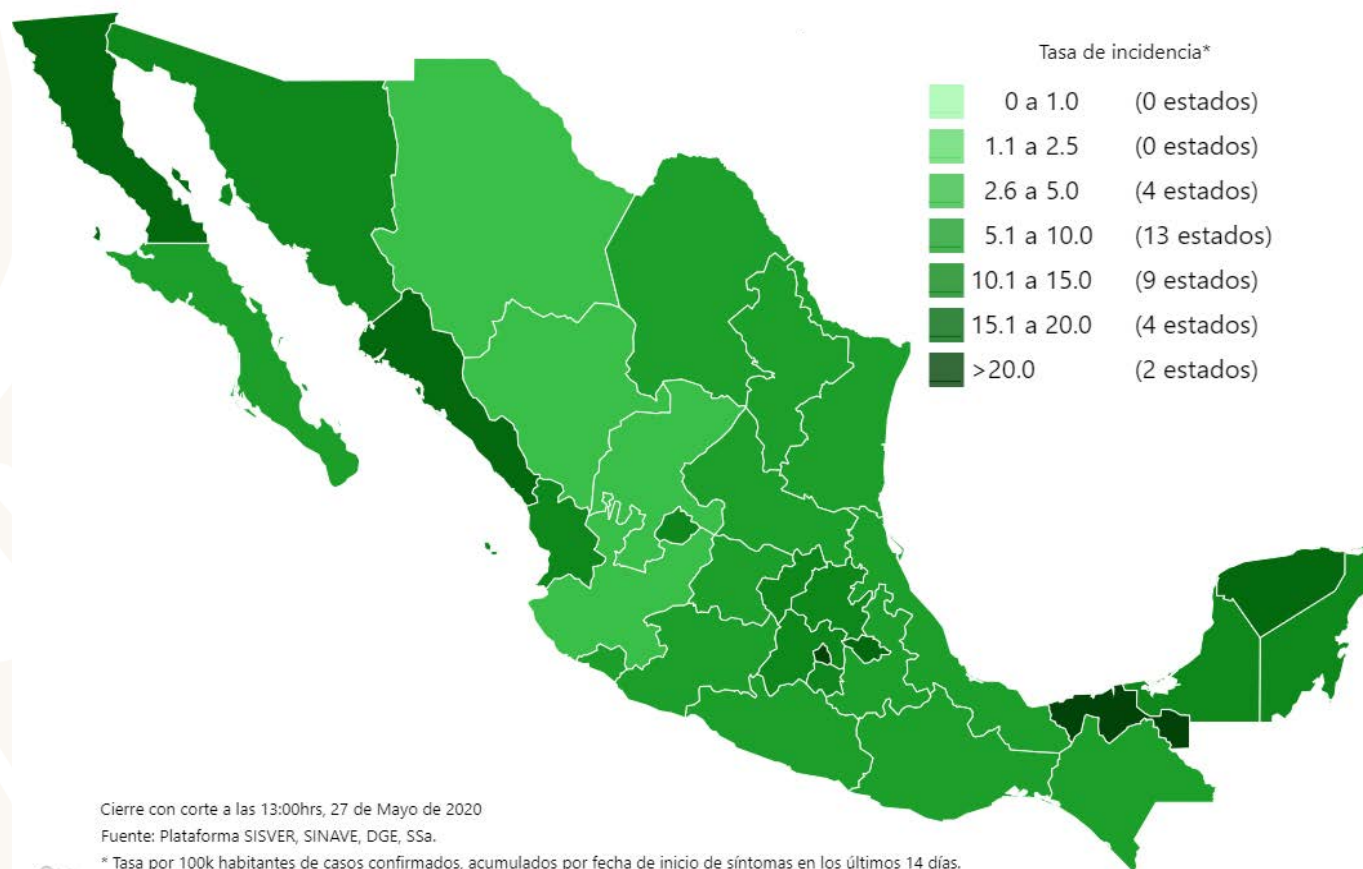 Tasa de incidencia*
0 a 1.0 (0 estados)
1.1 a 2.5 (0 estados)
2.6 a 5.0 (4 estados)
5.1 a 10.0 (13 estados)
10.1 a 15.0 (9 estados)
15.1 a 20.0 (4 estados)
>20.0 (2 estados)
Cierre con corte a las 13:00hrs, 27 de Mayo de 2020
Fuente: Plataforma SISVER, SINAVE, DGE, SSa.
* Tasa por 100k habitantes de casos confirmados, acumulados por fecha de inicio de síntomas en los últimos 14 días.